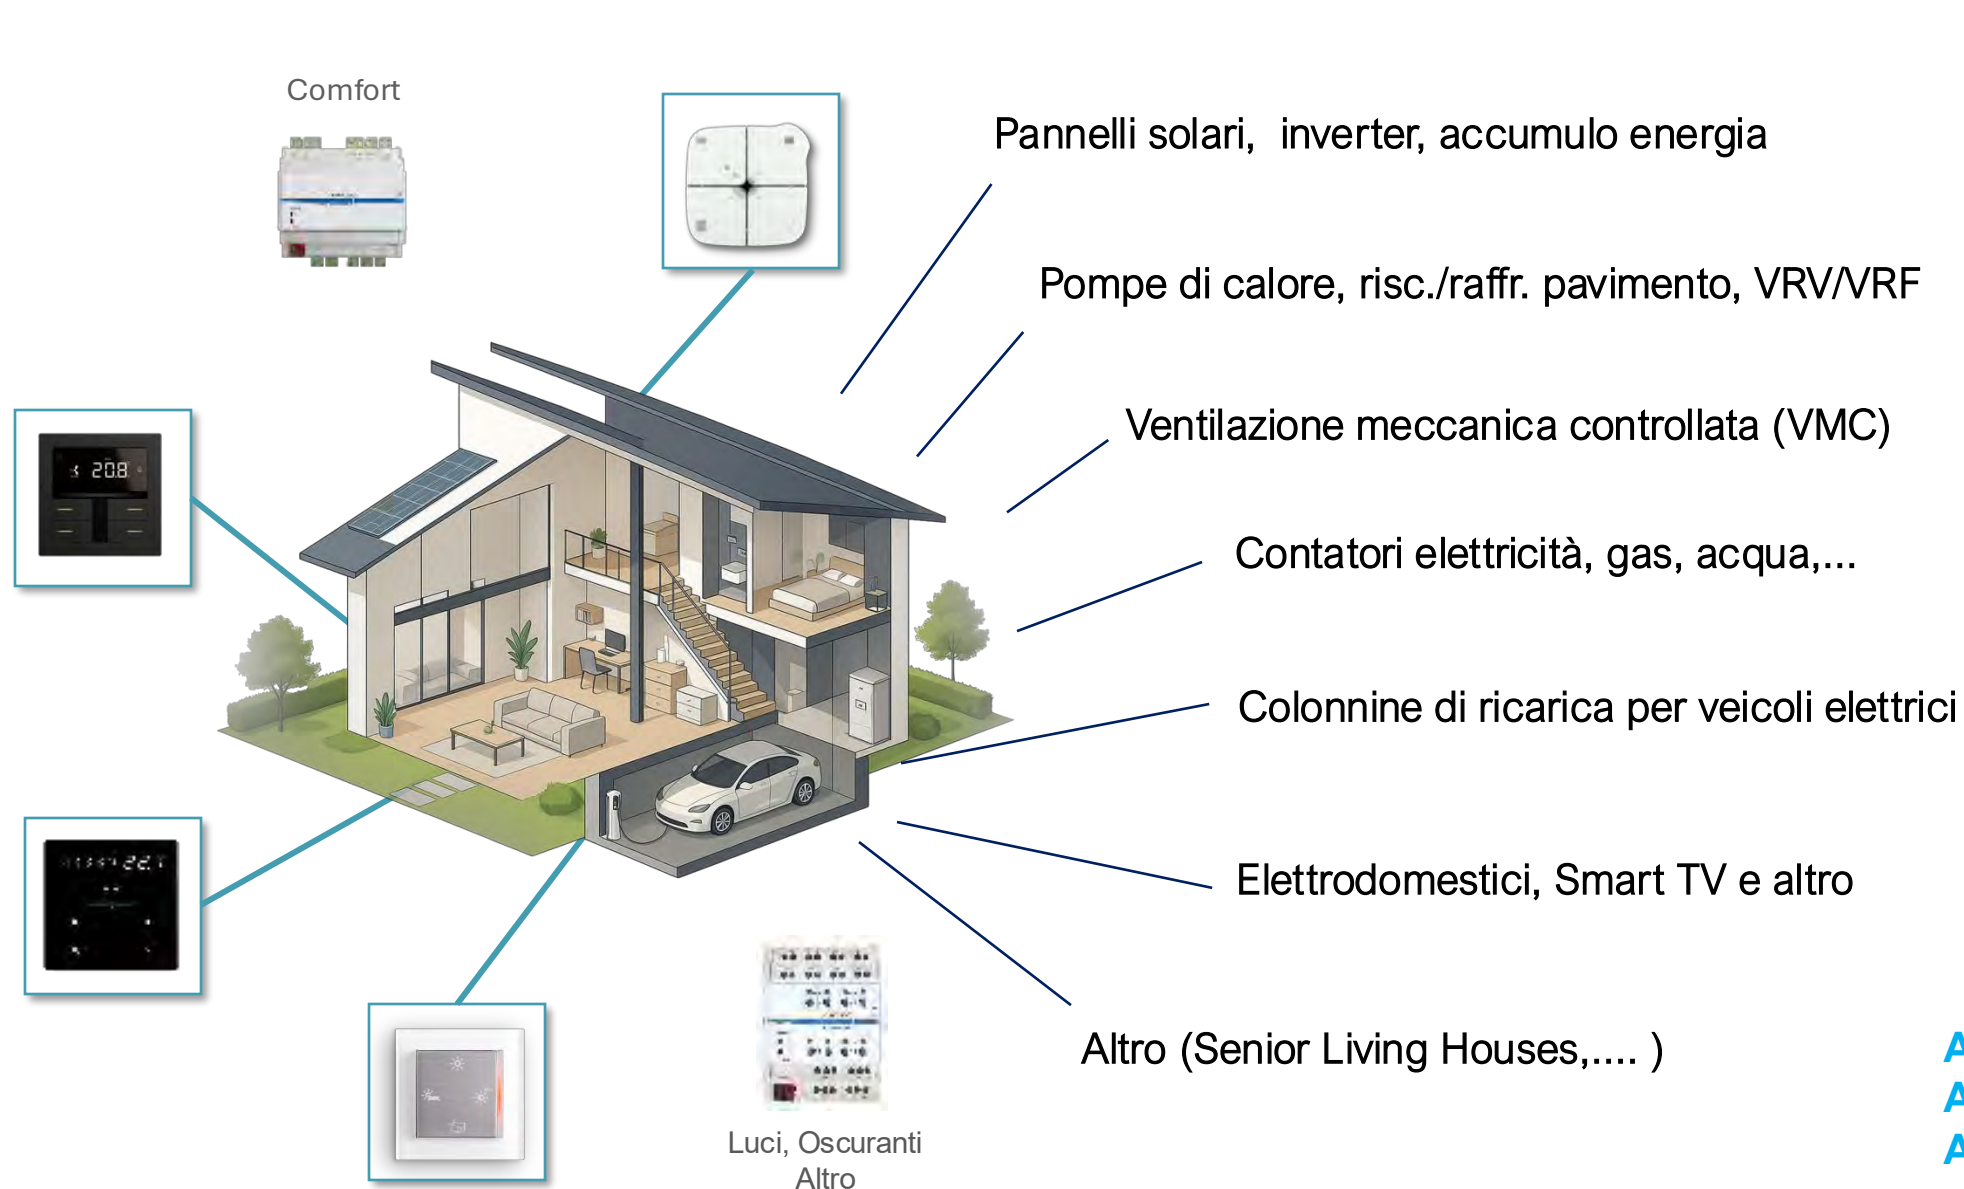 Comfort
Pannelli solari,  inverter, accumulo energia
Pompe di calore, risc./raffr. pavimento, VRV/VRF
Ventilazione meccanica controllata (VMC)
20.8
Contatori elettricità, gas, acqua,...
Colonnine di ricarica per veicoli elettrici
Elettrodomestici, Smart TV e altro
Altro (Senior Living Houses,.... )
A
A
A
Luci, Oscuranti
Altro